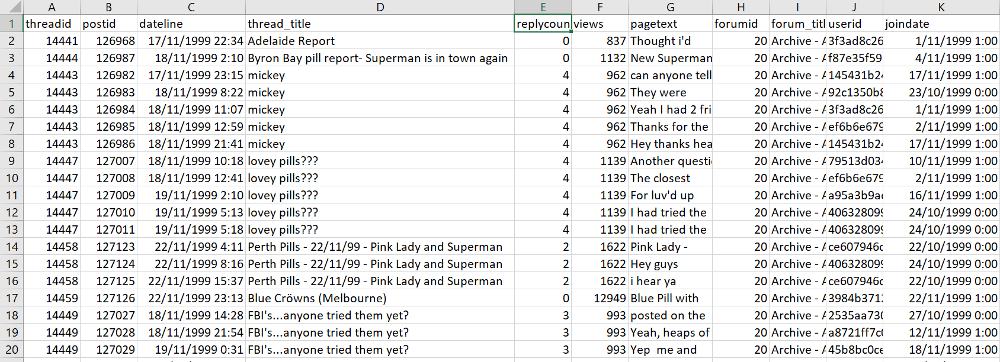 A B C D E F G H I J K
1 threadid postid dateline thread_title replycoun views pagetext forumid forum_titl userid joindate
2 14441 126968 17/11/1999 22:34 Adelaide Report 0 837 Thought i'd 20 Archive - A 3f3ad8c26 1/11/1999 1:00
3 14444 126987 18/11/1999 2:10 Byron Bay pill report- Superman is in town again 0 1132 New Superman 20 Archive - A f87e35f59 4/11/1999 1:00
4 14443 126982 17/11/1999 23:15 mickey 4 962 can anyone tell 20 Archive - A 145431b24 17/11/1999 1:00
5 14443 126983 18/11/1999 8:22 mickey 4 962 They were 20 Archive - A 92c1350b8 23/10/1999 0:00
6 14443 126984 18/11/1999 11:07 mickey 4 962 Yeah I had 2 fri 20 Archive - A 3f3ad8c26 1/11/1999 1:00
7 14443 126985 18/11/1999 12:59 mickey 4 962 Thanks for the 20 Archive - A ef6b6e679 2/11/1999 1:00
8 14443 126986 18/11/1999 21:41 mickey 4 962 Hey thanks hea 20 Archive - A 145431b24 17/11/1999 1:00
9 14447 127007 18/11/1999 10:18 lovey pills??? 4 1139 Another questi 20 Archive - A 79513d034 10/11/1999 1:00
10 14447 127008 18/11/1999 12:41 lovey pills??? 4 1139 The closest 20 Archive - A ef6b6e679 2/11/1999 1:00
11 14447 127009 19/11/1999 2:10 lovey pills??? 4 1139 For luv'd up 20 Archive - A a95a3b9a 16/11/1999 1:00
12 14447 127010 19/11/1999 5:13 lovey pills??? 4 1139 I had tried the 20 Archive - A 406328099 24/10/1999 0:00
13 14447 127011 19/11/1999 5:18 lovey pills??? 4 1139 I had tried the 20 Archive - A 406328099 24/10/1999 0:00
14 14458 127123 22/11/1999 4:11 Perth Pills - 22/11/99 - Pink Lady and Superman 2 1622 Pink Lady - 20 Archive - A ce607946 22/10/1999 0:00
15 14458 127124 22/11/1999 8:16 Perth Pills - 22/11/99 - Pink Lady and Superman 2 1622 Hey guys 20 Archive - A 406328099 24/10/1999 0:00
16 14458 127125 22/11/1999 15:37 Perth Pills - 22/11/99 - Pink Lady and Superman 2 1622 i hear ya 20 Archive - A ce607946 22/10/1999 0:00
17 14459 127126 22/11/1999 23:13 Blue Cröwns (Melbourne) 0 12949 Blue Pill with 20 Archive - A 3984b371 22/11/1999 1:00
18 14449 127027 18/11/1999 14:28 FBI's...anyone tried them yet? 3 993 posted on the 20 Archive - A 2535aa730 27/10/1999 0:00
19 14449 127028 18/11/1999 21:54 FBI's...anyone tried them yet? 3 993 Yeah, heaps of 20 Archive - A a8721ff7c 12/11/1999 1:00
20 14449 127029 19/11/1999 0:31 FBI's...anyone tried them yet? 3 993 Yep me and 20 Archive - A 45b8bc0ce 18/11/1999 1:00